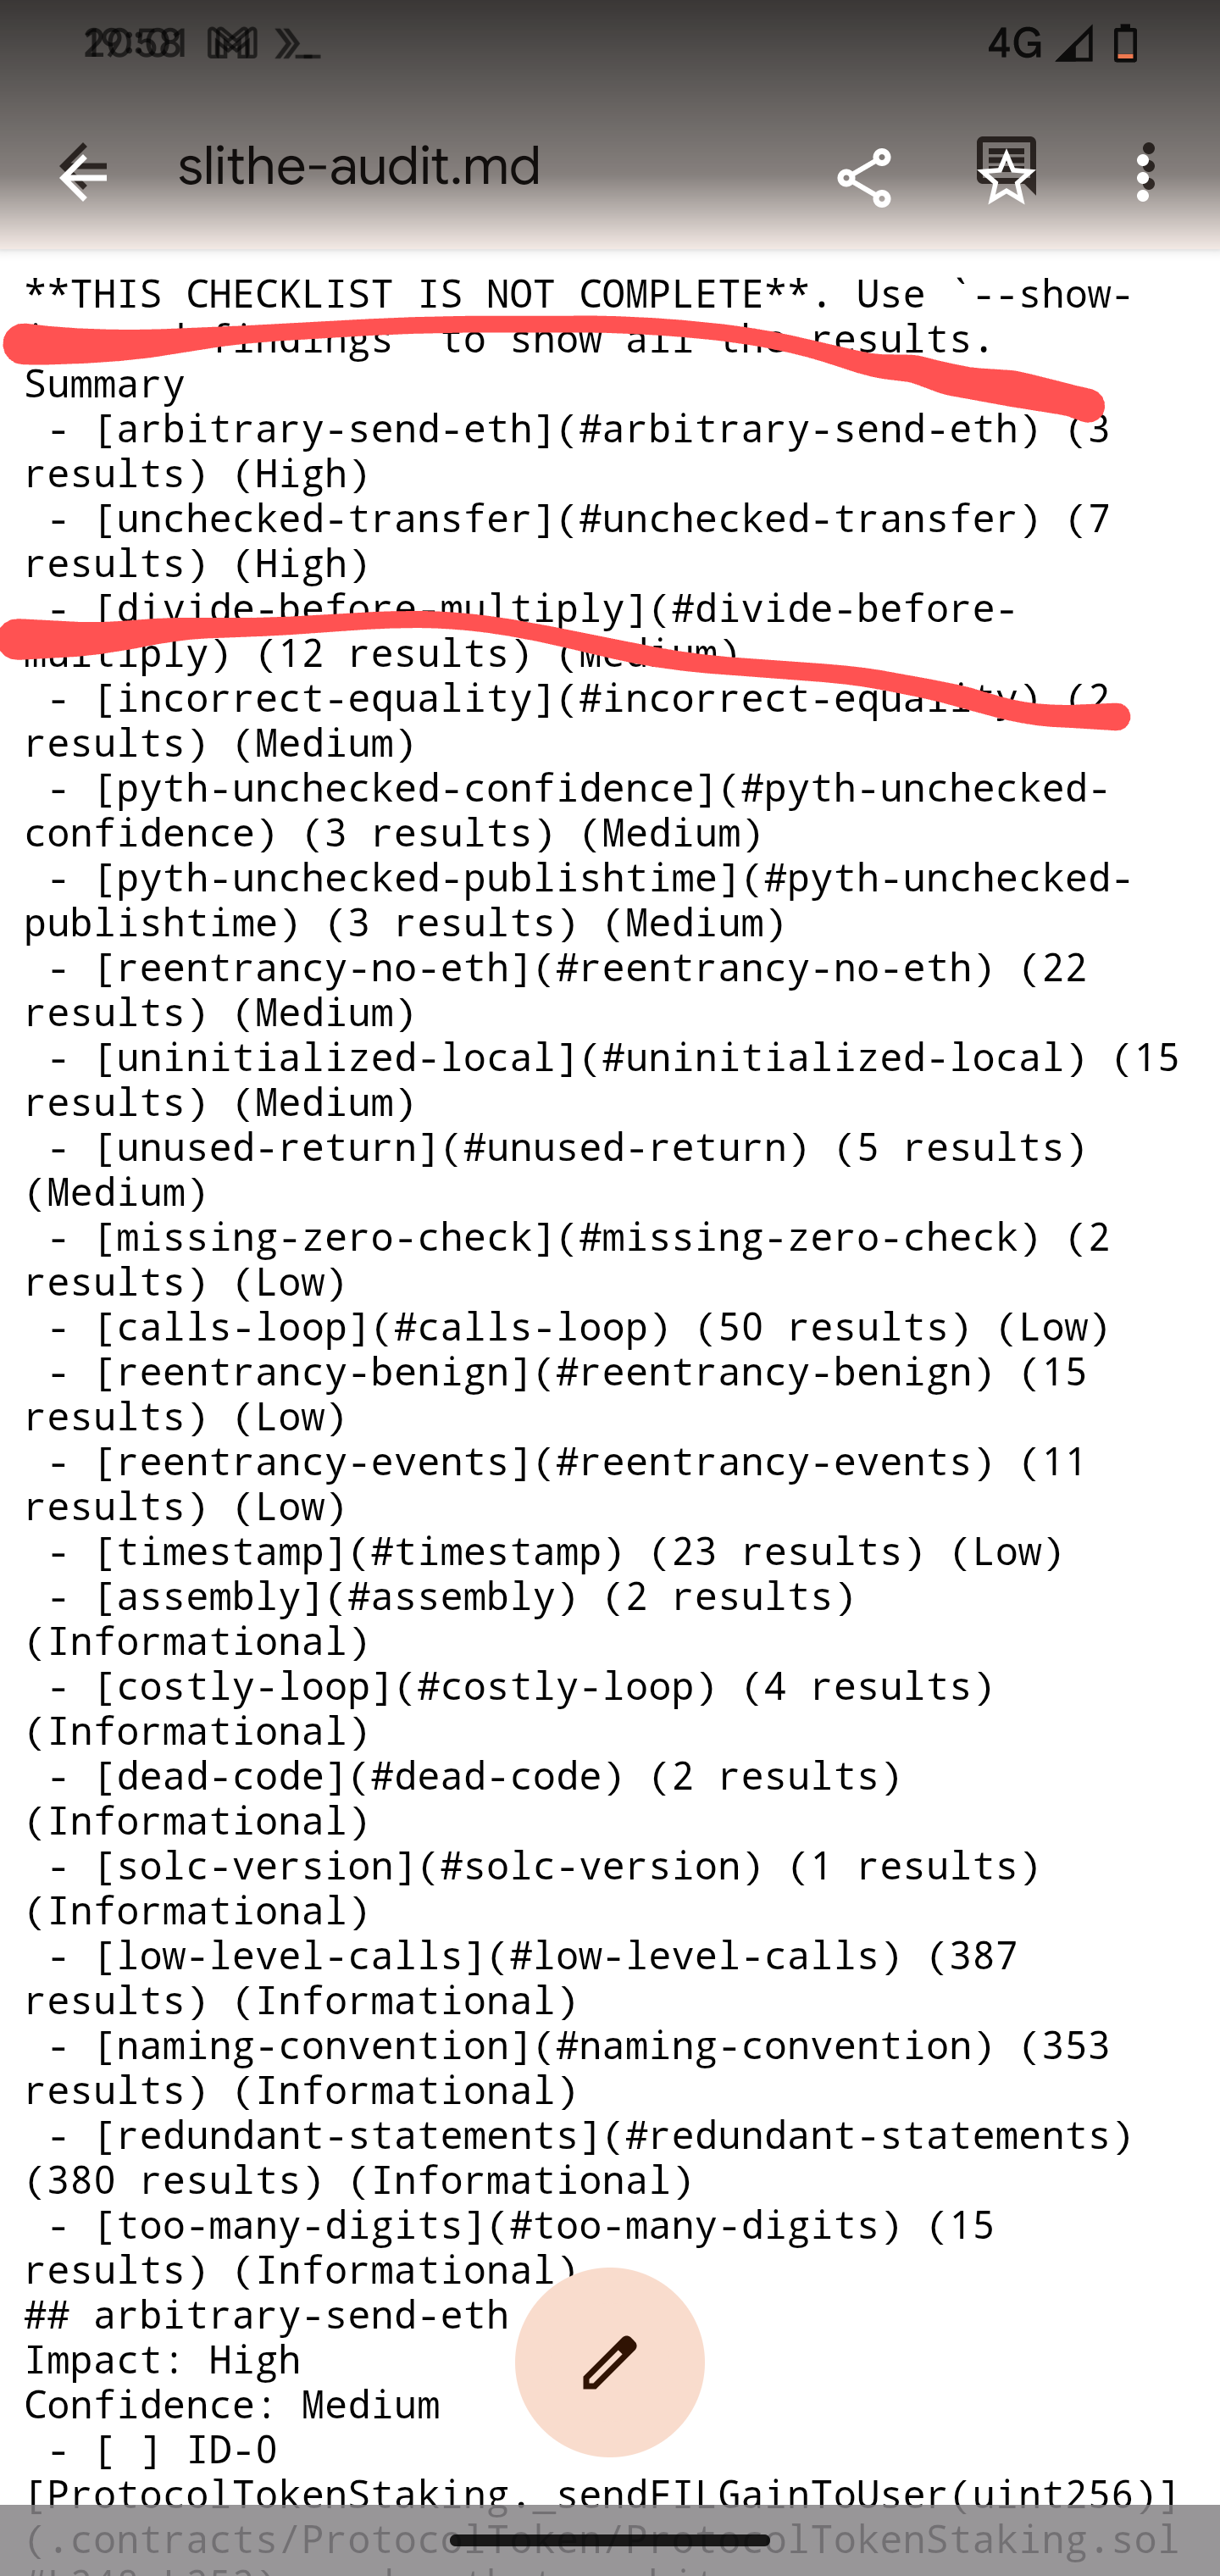 4G
slithe-audit.md
**THIS CHECKLIST IS NOT COMPLETE**. Use `--show-
findings` to show all the results.
Summary
- [arbitrary-send-eth](#arbitrary-send-eth) (3
results) (High)
- [unchecked-transfer](#unchecked-transfer) (7
results) (High)
- [divide-before-multiply](#divide-before-
multiply) (12 results) (Medium)
- [incorrect-equality](#incorrect-equality) (2
results) (Medium)
- [pyth-unchecked-confidence](#pyth-unchecked-
confidence) (3 results) (Medium)
- [pyth-unchecked-publishtime](#pyth-unchecked-
publishtime) (3 results) (Medium)
- [reentrancy-no-eth](#reentrancy-no-eth) (22
results) (Medium)
- [uninitialized-local](#uninitialized-local) (15
results) (Medium)
- [unused-return](#unused-return) (5 results)
(Medium)
- [missing-zero-check](#missing-zero-check) (2
results) (Low)
- [calls-loop](#calls-loop) (50 results) (Low)
- [reentrancy-benign](#reentrancy-benign) (15
results) (Low)
- [reentrancy-events](#reentrancy-events) (11
results) (Low)
- [timestamp](#timestamp) (23 results) (Low)
- [assembly](#assembly) (2 results)
(Informational)
- [costly-loop](#costly-loop) (4 results)
(Informational)
- [dead-code](#dead-code) (2 results)
(Informational)
- [solc-version](#solc-version) (1 results)
(Informational)
- [low-level-calls](#low-level-calls) (387
results) (Informational)
- [naming-convention](#naming-convention) (353
results) (Informational)
- [redundant-statements](#redundant-statements)
(380 results) (Informational)
- [too-many-digits](#too-many-digits) (15
results) (Informational)
## arbitrary-send-eth
Impact: High
Confidence: Medium
- [ ] ID-0
[ProtocolTokenStaking._sendFILGainToUser(uint256)]
(.contracts/ProtocolToken/ProtocolTokenStaking.sol